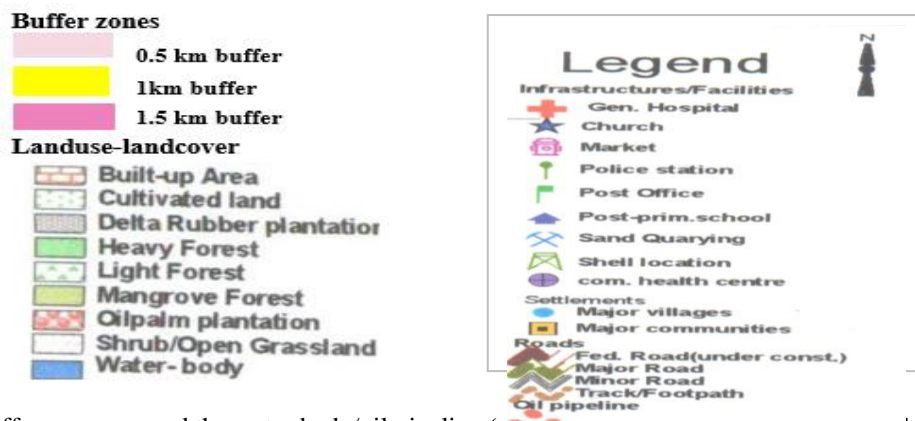 Buffer zones
0.5 km buffer
1km buffer
1.5 km buffer
Landuse-landcover
Built-up Area
Cultivated land
Delta Rubber plantation
Heavy Forest
Light Forest
Mangrove Forest
Oilpalm plantation
Shrub/Open Grassland
Water-body
N
Legend
Infrastructures/Facilities
Gen. Hospital
Church
Market
Police station
Post Office
Post-prim.school
Sand Quarying
Shell location
com. health centre
Settlements
Major villages
Major communities
Roads
Fed. Road(under const.)
Major Road
Minor Road
Track/Footpath
Oil pipeline